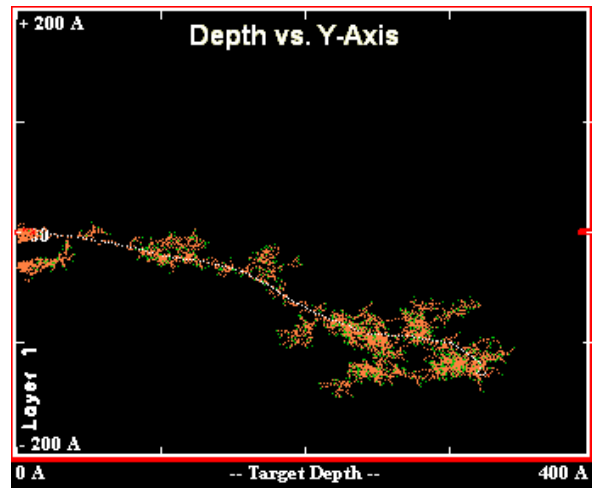 + 200 A
Depth vs. Y-Axis
Layer 1
- 200 A
0 A -- Target Depth -- 400 A